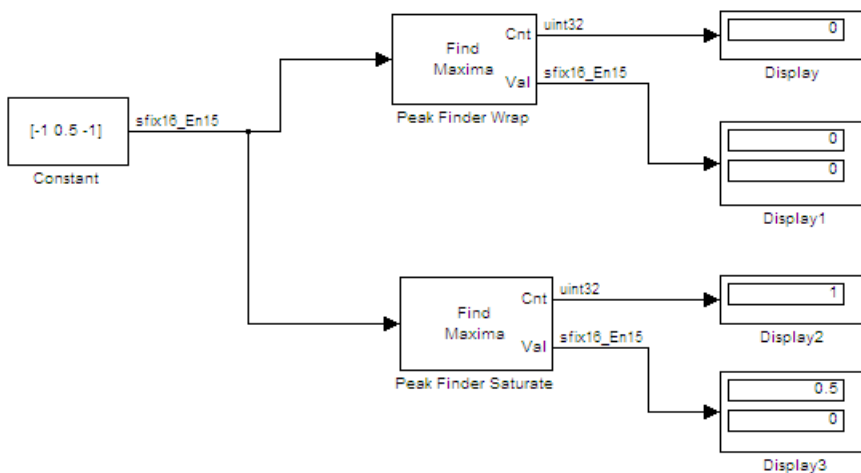 Cnt
uint32
0
Find
Maxima
Display
Val
sfix16_En15
Peak Finder Wrap
[-1 0.5 -1]
sfix16_En15
Constant
0
0
Display1
Cnt
uint32
1
Find
Maxima
Display2
Val
sfix16_En15
Peak Finder Saturate
0.5
0
Display3